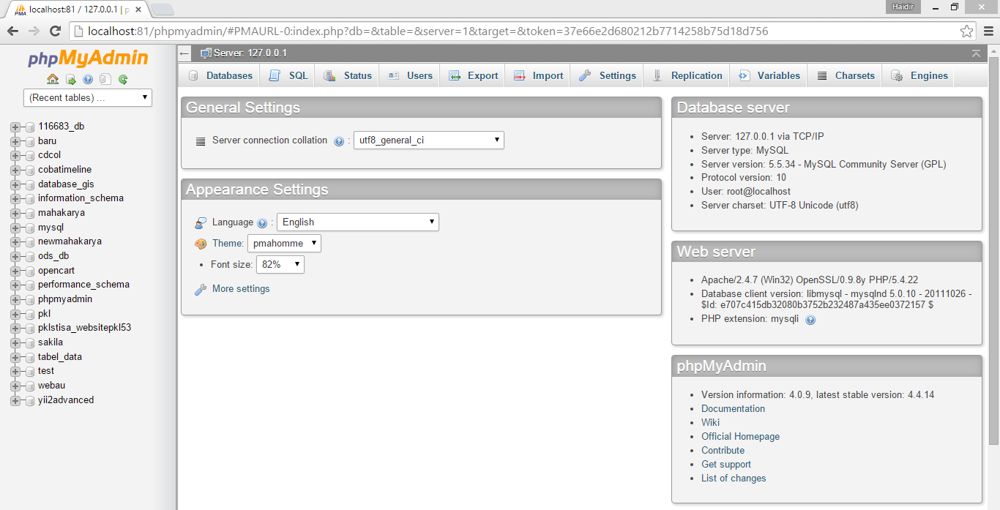 localhost:81 / 127.0.0.1 | p
Haidir
localhost:81/phpmyadmin/#PMAURL-0:index.php?db=&table=&server=1&target=&token=37e66e2d680212b7714258b75d18d756
phpMyAdmin
(Recent tables) ...
116683_db
baru
cdcol
cobatimeline
database_gis
information_schema
mahakarya
mysql
newmahakarya
ods_db
opencart
performance_schema
phpmyadmin
pkl
pklstisa_websitepkl53
sakila
tabel_data
test
webau
yii2advanced
Server: 127.0.0.1
Databases SQL Status Users Export Import Settings Replication Variables Charsets Engines
General Settings
Server connection collation : utf8_general_ci
Appearance Settings
Language : English
Theme: pmahomme
• Font size: 82%
More settings
Database server
• Server: 127.0.0.1 via TCP/IP
• Server type: MySQL
• Server version: 5.5.34 - MySQL Community Server (GPL)
• Protocol version: 10
• User: root@localhost
• Server charset: UTF-8 Unicode (utf8)
Web server
• Apache/2.4.7 (Win32) OpenSSL/0.9.8y PHP/5.4.22
• Database client version: libmysql - mysqlnd 5.0.10 - 20111026 -
$Id: e707c415db32080b3752b232487a435ee0372157 $
• PHP extension: mysqli
phpMyAdmin
• Version information: 4.0.9, latest stable version: 4.4.14
• Documentation
• Wiki
• Official Homepage
• Contribute
• Get support
• List of changes